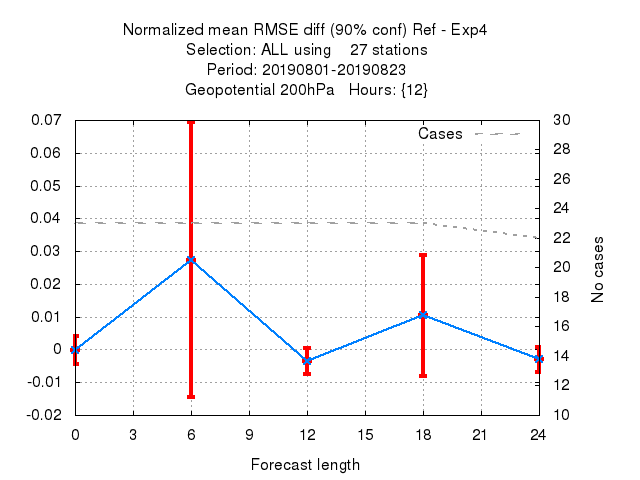 Normalized mean RMSE diff (90% conf) Ref - Exp4
Selection: ALL using    27 stations
Period: 20190801-20190823
Geopotential 200hPa   Hours: {12}
Cases
0.07
0.06
0.05
0.04
0.03
0.02
0.01
0
-0.01
-0.02
30
28
26
24
22
20
18
16
14
12
10
No cases
0 3 6 9 12 15 18 21 24
Forecast length